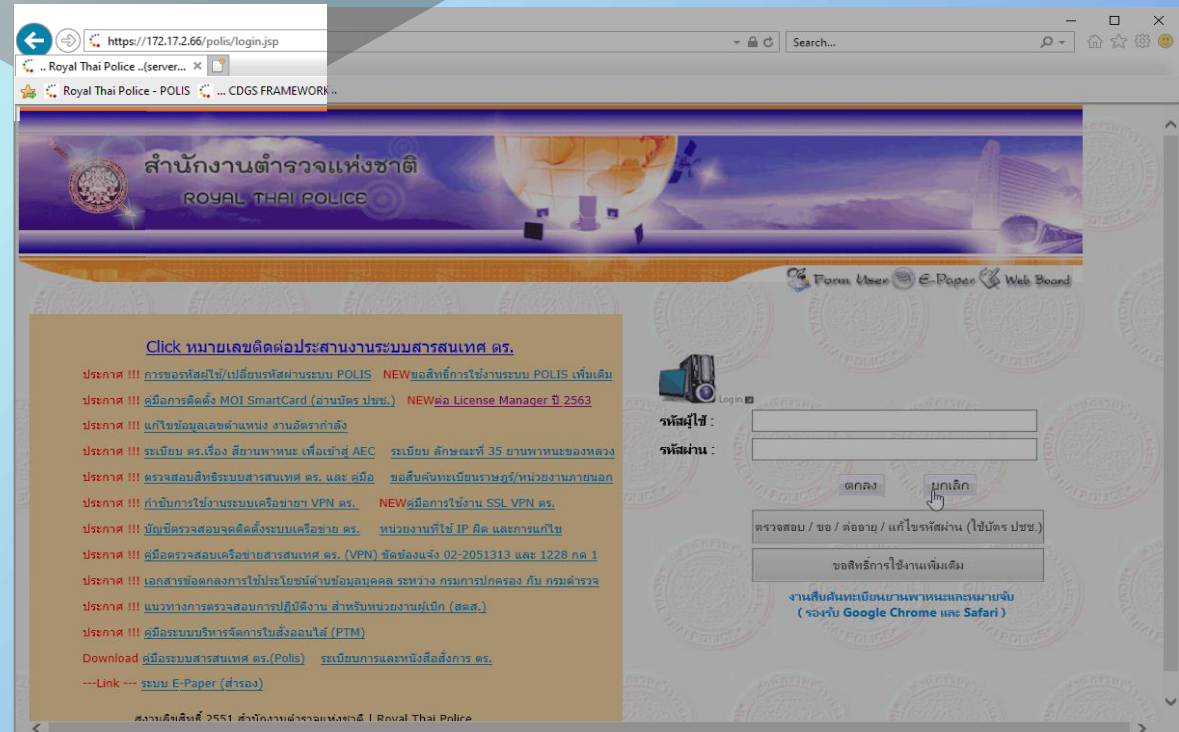 https://172.17.2.66/polis/login.jsp
Search...
.. Royal Thai Police ..(server...
Royal Thai Police - POLIS ... CDGS FRAMEWORK ..
สำนักงานตำรวจแห่งชาติ
ROYAL THAI POLICE
Form User E-Paper Web Board
Click หมายเลขติดต่อประสานงานระบบสารสนเทศ ตร.
ประกาศ !!! การขอรหัสผู้ใช้/เปลี่ยนรหัสผ่านระบบ POLIS NEWขอสิทธิ์การใช้งานระบบ POLIS เพิ่มเติม
ประกาศ !!! คู่มือการติดตั้ง MOI SmartCard (อ่านบัตร ปชช.) NEWต่อ License Manager ปี 2563
ประกาศ !!! แก้ไขข้อมูลเลขตำแหน่ง งานอัตรากำลัง
ประกาศ !!! ระเบียบ ตร.เรื่อง สียานพาหนะ เพื่อเข้าสู่ AEC ระเบียบ ลักษณะที่ 35 ยานพาหนะของหลวง
ประกาศ !!! ตรวจสอบสิทธิระบบสารสนเทศ ตร. และ คู่มือ ขอสืบค้นทะเบียนราษฎร์/หน่วยงานภายนอก
ประกาศ !!! กำชับการใช้งานระบบเครือข่ายฯ VPN ตร. NEWคู่มือการใช้งาน SSL VPN ตร.
ประกาศ !!! บัญชีตรวจสอบจุดติดตั้งระบบเครือข่าย ตร. หน่วยงานที่ใช้ IP ผิด และการแก้ไข
ประกาศ !!! คู่มือตรวจสอบเครือข่ายสารสนเทศ ตร. (VPN) ขัดข้องแจ้ง 02-2051313 และ 1228 กด 1
ประกาศ !!! เอกสารข้อตกลงการใช้ประโยชน์ด้านข้อมูลบุคคล ระหว่าง กรมการปกครอง กับ กรมตำรวจ
ประกาศ !!! แนวทางการตรวจสอบการปฏิบัติงาน สำหรับหน่วยงานผู้เบิก (สตส.)
ประกาศ !!! คู่มือระบบบริหารจัดการใบสั่งออนไลน์ (PTM)
Download คู่มือระบบสารสนเทศ ตร.(Polis) ระเบียบการและหนังสือสั่งการ ตร.
---Link --- ระบบ E-Paper (สำรอง)
สงวนลิขสิทธิ์ 2551 สำนักงานตำรวจแห่งชาติ | Royal Thai Police
Login
รหัสผู้ใช้ :
รหัสผ่าน :
ตกลง ยกเลิก
ตรวจสอบ / ขอ / ต่ออายุ / แก้ไขรหัสผ่าน (ใช้บัตร ปชช.)
ขอสิทธิ์การใช้งานเพิ่มเติม
งานสืบค้นทะเบียนยานพาหนะและหมายจับ
( รองรับ Google Chrome และ Safari )